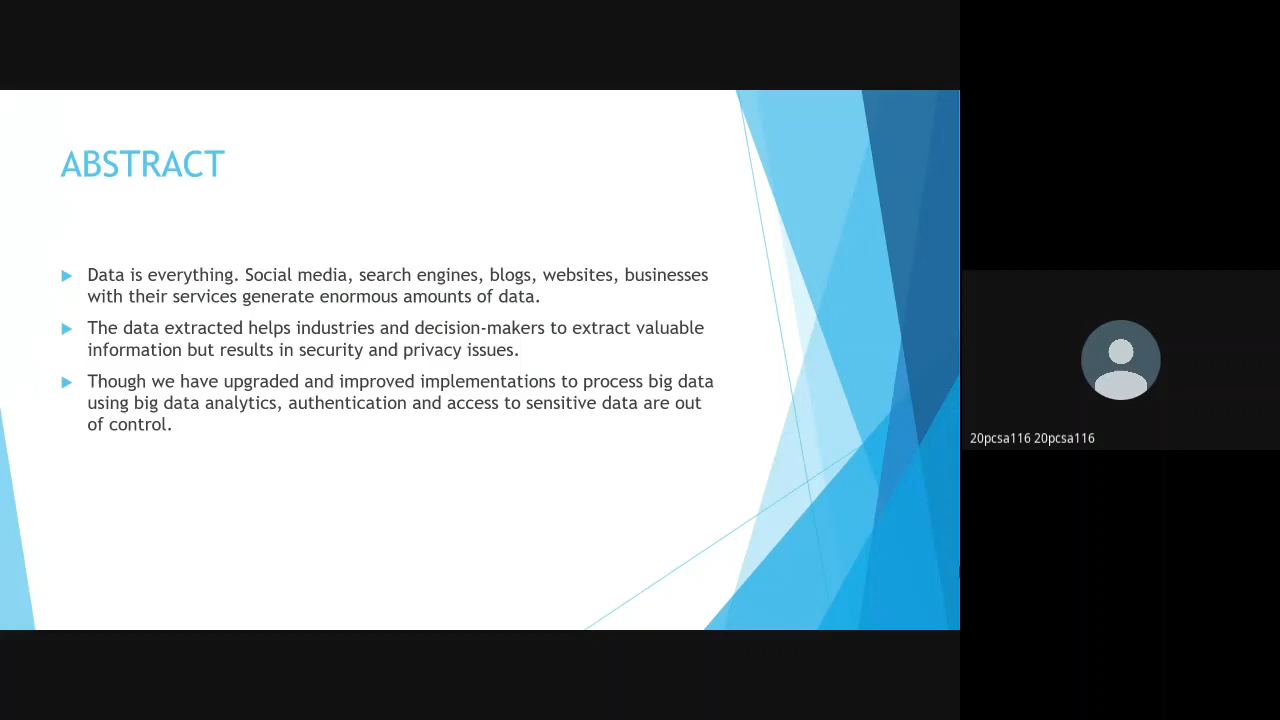 ABSTRACT
Data is everything. Social media, search engines, blogs, websites, businesses
with their services generate enormous amounts of data.
The data extracted helps industries and decision-makers to extract valuable
information but results in security and privacy issues.
Though we have upgraded and improved implementations to process big data
using big data analytics, authentication and access to sensitive data are out
of control.
20pcsa116 20pcsa116